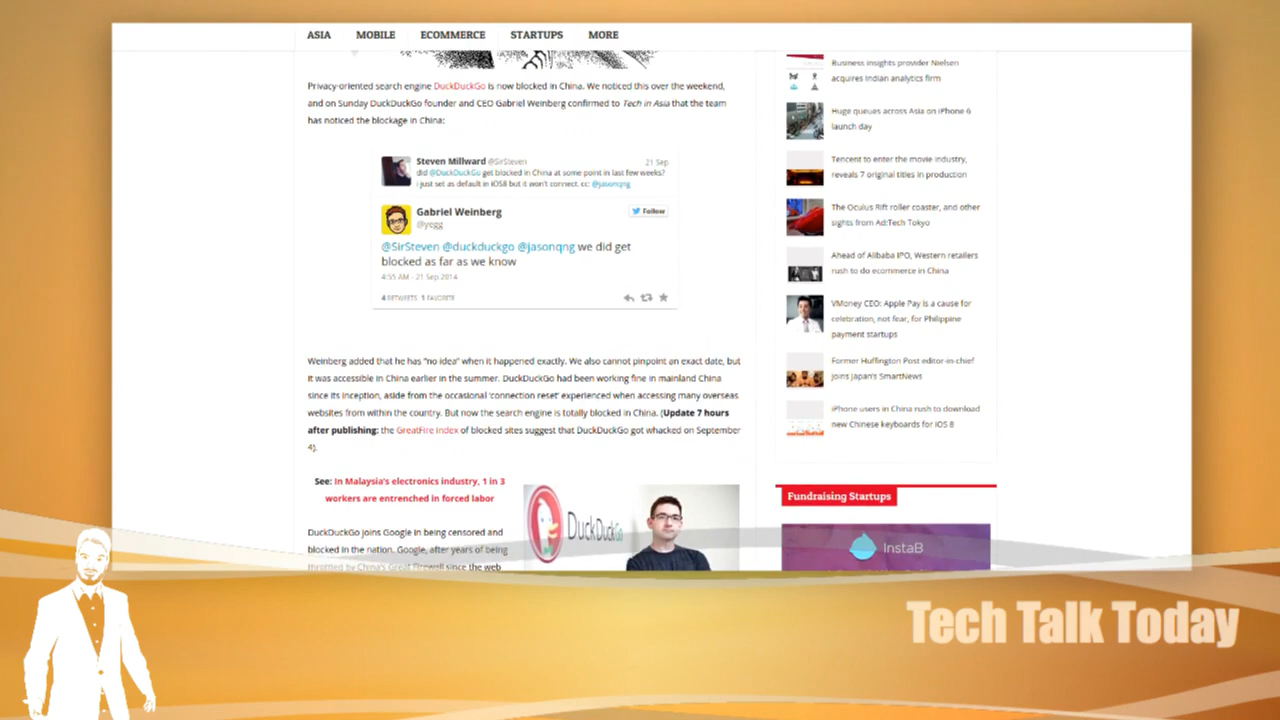 ASIA MOBILE ECOMMERCE STARTUPS MORE
Privacy-oriented search engine DuckDuckGo is now blocked in China. We noticed this over the weekend,
and on Sunday DuckDuckGo founder and CEO Gabriel Weinberg confirmed to Tech in Asia that the team
has noticed the blockage in China:
Steven Millward @SirSteven 21 Sep
did @DuckDuckGo get blocked in China at some point in last few weeks?
i just set as default in iOS8 but it won't connect. cc: @jasonqng
Gabriel Weinberg
@yegg
Follow
@SirSteven @duckduckgo @jasonqng we did get
blocked as far as we know
4:55 AM - 21 Sep 2014
4 RETWEETS 1 FAVORITE
Weinberg added that he has "no idea" when it happened exactly. We also cannot pinpoint an exact date, but
it was accessible in China earlier in the summer. DuckDuckGo had been working fine in mainland China
since its inception, aside from the occasional 'connection reset' experienced when accessing many overseas
websites from within the country. But now the search engine is totally blocked in China. (Update 7 hours
after publishing: the GreatFire Index of blocked sites suggest that DuckDuckGo got whacked on September
4).
See: In Malaysia's electronics industry, 1 in 3
workers are entrenched in forced labor
DuckDuckGo joins Google in being censored and
blocked in the nation. Google, after years of being
throttled by China's Great Firewall since the web
DuckDuckGo
Business insights provider Nielsen
acquires Indian analytics firm
Huge queues across Asia on iPhone 6
launch day
Tencent to enter the movie industry,
reveals 7 original titles in production
The Oculus Rift roller coaster, and other
sights from Ad:Tech Tokyo
Ahead of Alibaba IPO, Western retailers
rush to do ecommerce in China
VMoney CEO: Apple Pay is a cause for
celebration, not fear, for Philippine
payment startups
Former Huffington Post editor-in-chief
joins Japan's SmartNews
iPhone users in China rush to download
new Chinese keyboards for iOS 8
Fundraising Startups
InstaB
Tech Talk Today